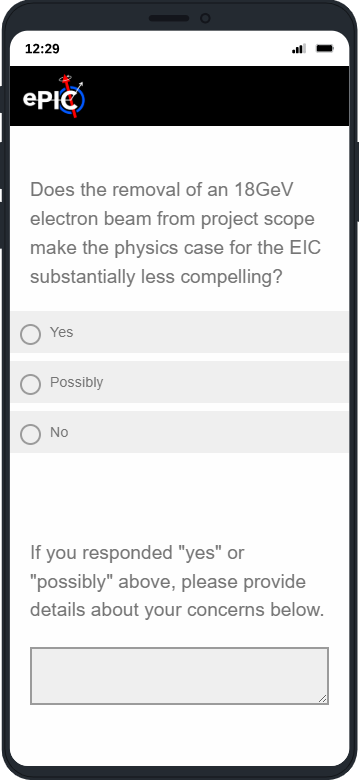 12:29
ePIC
Does the removal of an 18GeV
electron beam from project scope
make the physics case for the EIC
substantially less compelling?
Yes
Possibly
No
If you responded "yes" or
"possibly" above, please provide
details about your concerns below.